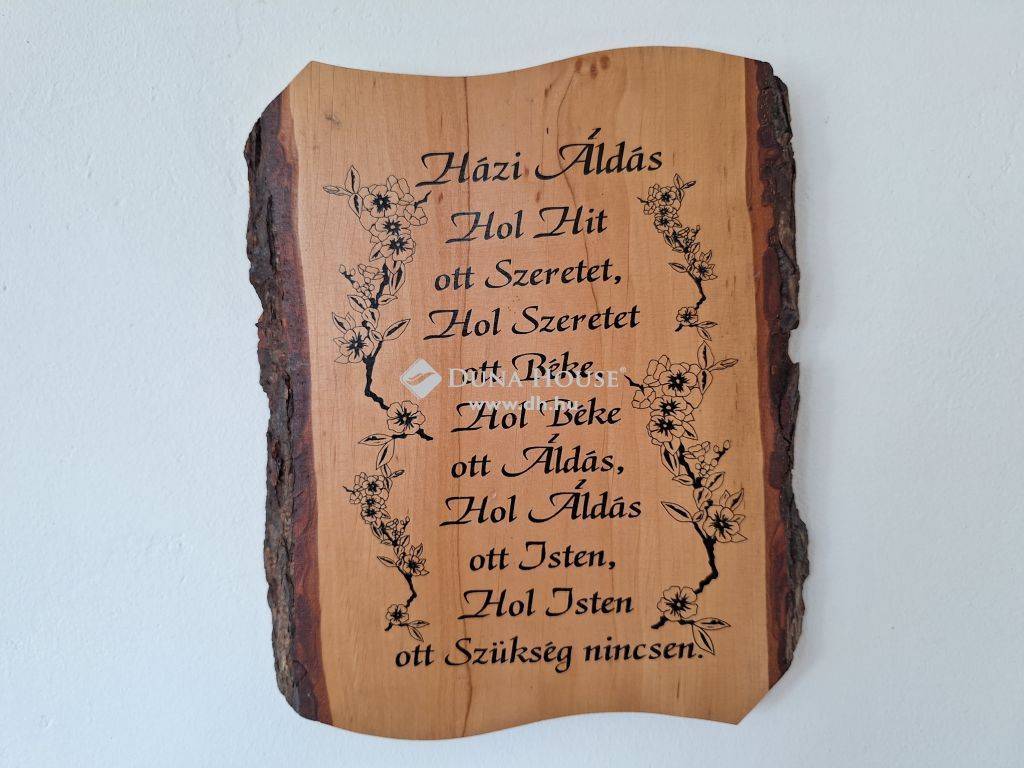 Házi Áldás
Hol Hit
ott Szeretet,
Hol Szeretet
ott Béke,
DUNA HOUSE®
www.dh.hu
Hol Béke
ott Áldás,
Hol Áldás
ott Isten,
Hol Isten
ott Szükség nincsen.